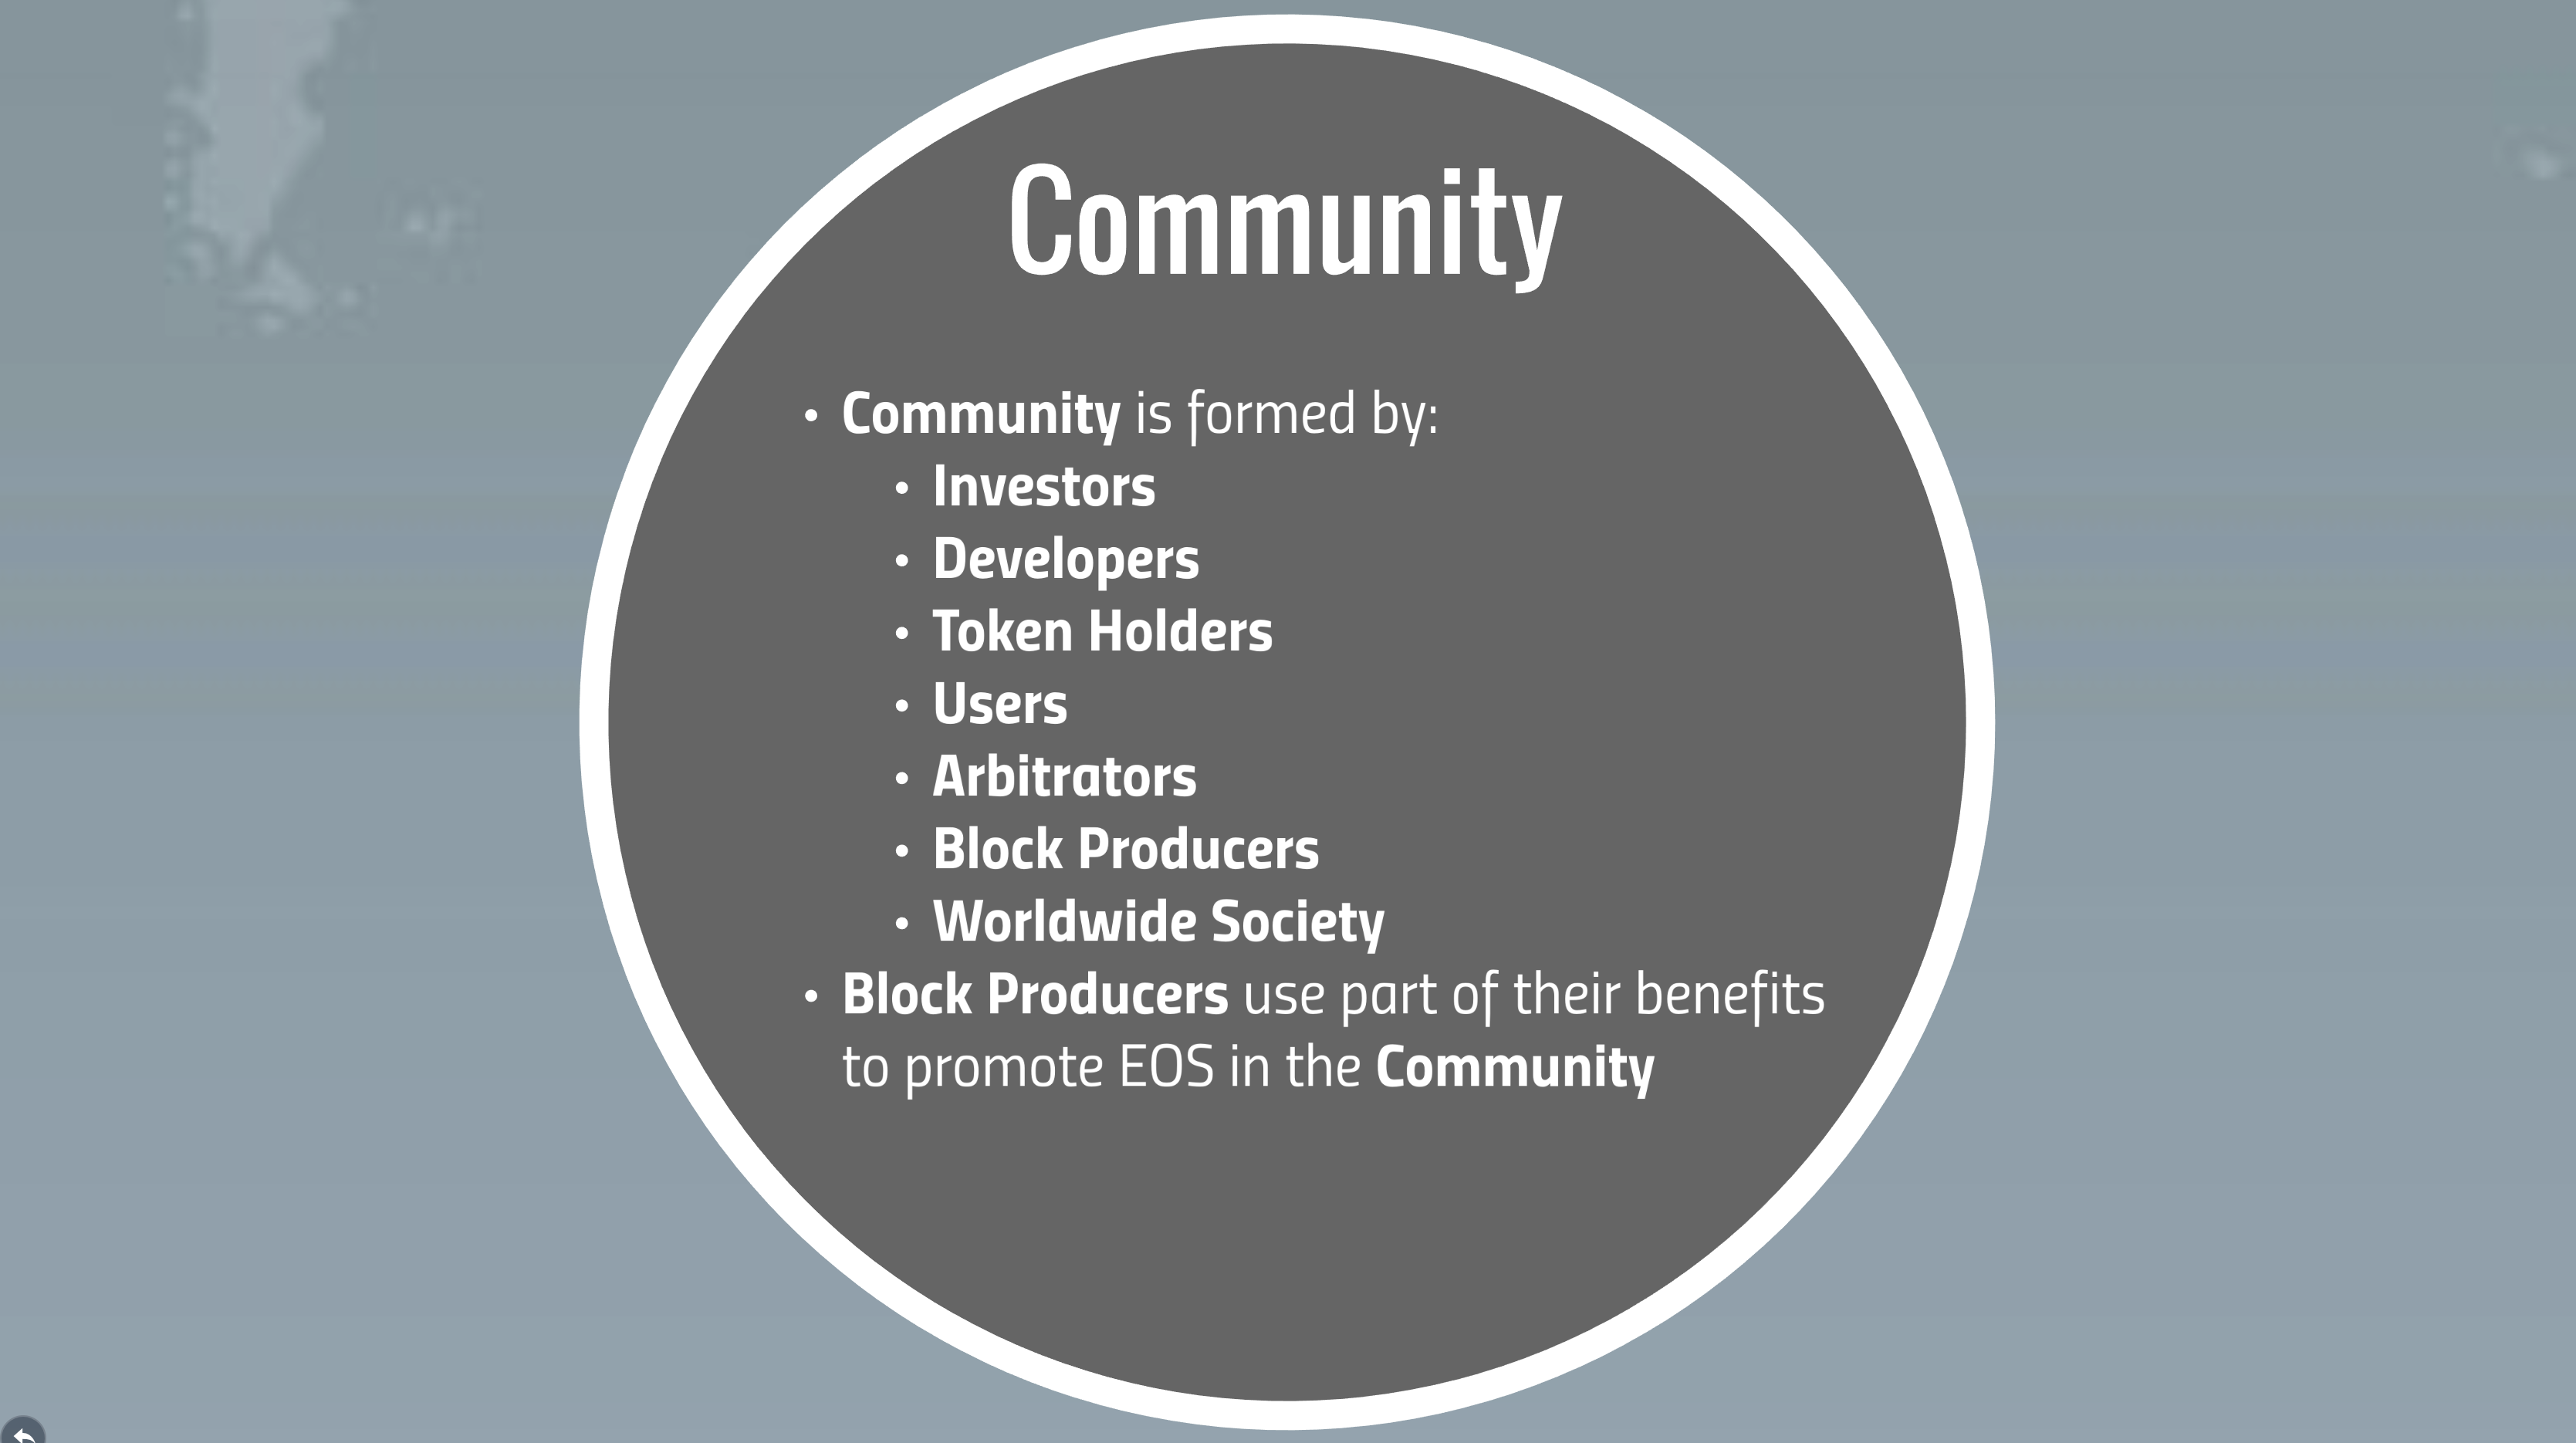 Community
• Community is formed by:
• Investors
• Developers
• Token Holders
• Users
• Arbitrators
• Block Producers
• Worldwide Society
• Block Producers use part of their benefits
to promote EOS in the Community